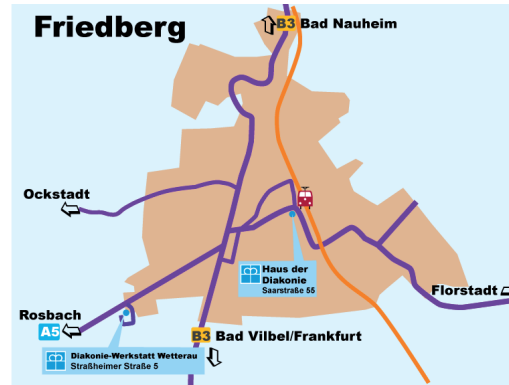 Friedberg
B3 Bad Nauheim
Ockstadt
Haus der
Diakonie
Saarstraße 55
Florstadt
Rosbach
A5
B3 Bad Vilbel/Frankfurt
Diakonie-Werkstatt Wetterau
Straßheimer Straße 5